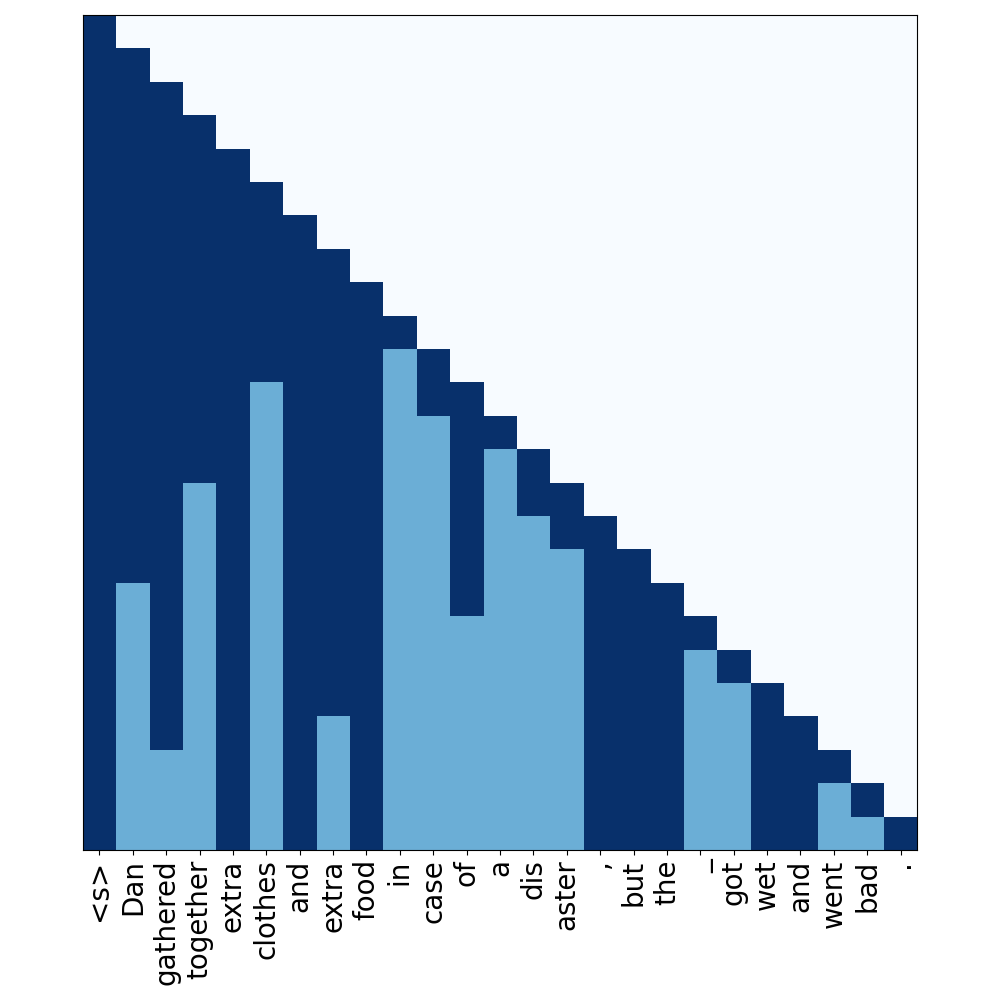 <s> Dan gathered together extra clothes and extra food in case of a dis aster , but the _ got wet and went bad .